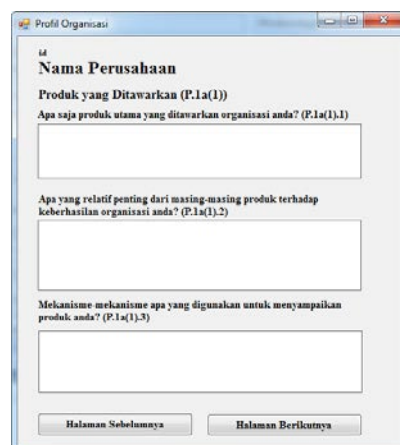 Profil Organisasi
id
Nama Perusahaan
Produk yang Ditawarkan (P.1a(1))
Apa saja produk utama yang ditawarkan organisasi anda? (P.1a(1).1)
Apa yang relatif penting dari masing-masing produk terhadap
keberhasilan organisasi anda? (P.1a(1).2)
Mekanisme-mekanisme apa yang digunakan untuk menyampaikan
produk anda? (P.1a(1).3)
Halaman Sebelumnya
Halaman Berikutnya